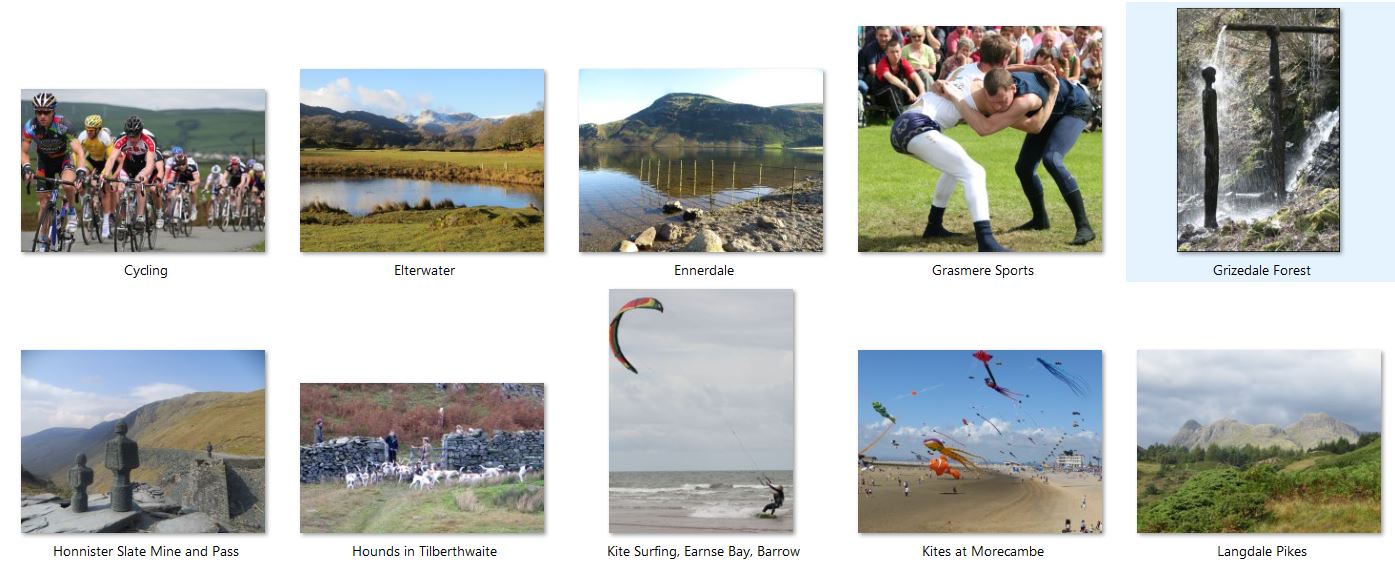 Cycling
Elterwater
Ennerdale
Grasmere Sports
Grizedale Forest
Honnister Slate Mine and Pass
Hounds in Tilberthwaite
Kite Surfing, Earnse Bay, Barrow
Kites at Morecambe
Langdale Pikes